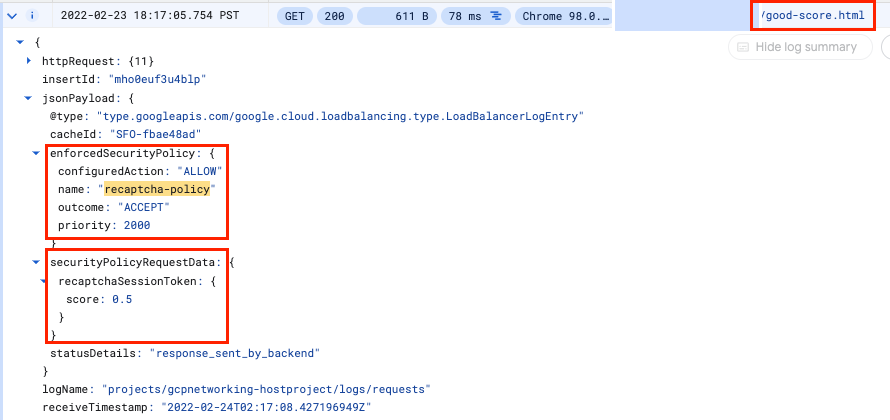 2022-02-23 18:17:05.754 PST GET 200 611 B 78 ms Chrome 98.0.… /good-score.html
Hide log summary
{
httpRequest: {11}
insertId: "mho0euf3u4blp"
jsonPayload: {
@type: "type.googleapis.com/google.cloud.loadbalancing.type.LoadBalancerLogEntry"
cacheId: "SFO-fbae48ad"
enforcedSecurityPolicy: {
configuredAction: "ALLOW"
name: "recaptcha-policy"
outcome: "ACCEPT"
priority: 2000
}
securityPolicyRequestData: {
recaptchaSessionToken: {
score: 0.5
}
}
statusDetails: "response_sent_by_backend"
}
logName: "projects/gcpnetworking-hostproject/logs/requests"
receiveTimestamp: "2022-02-24T02:17:08.427196949Z"